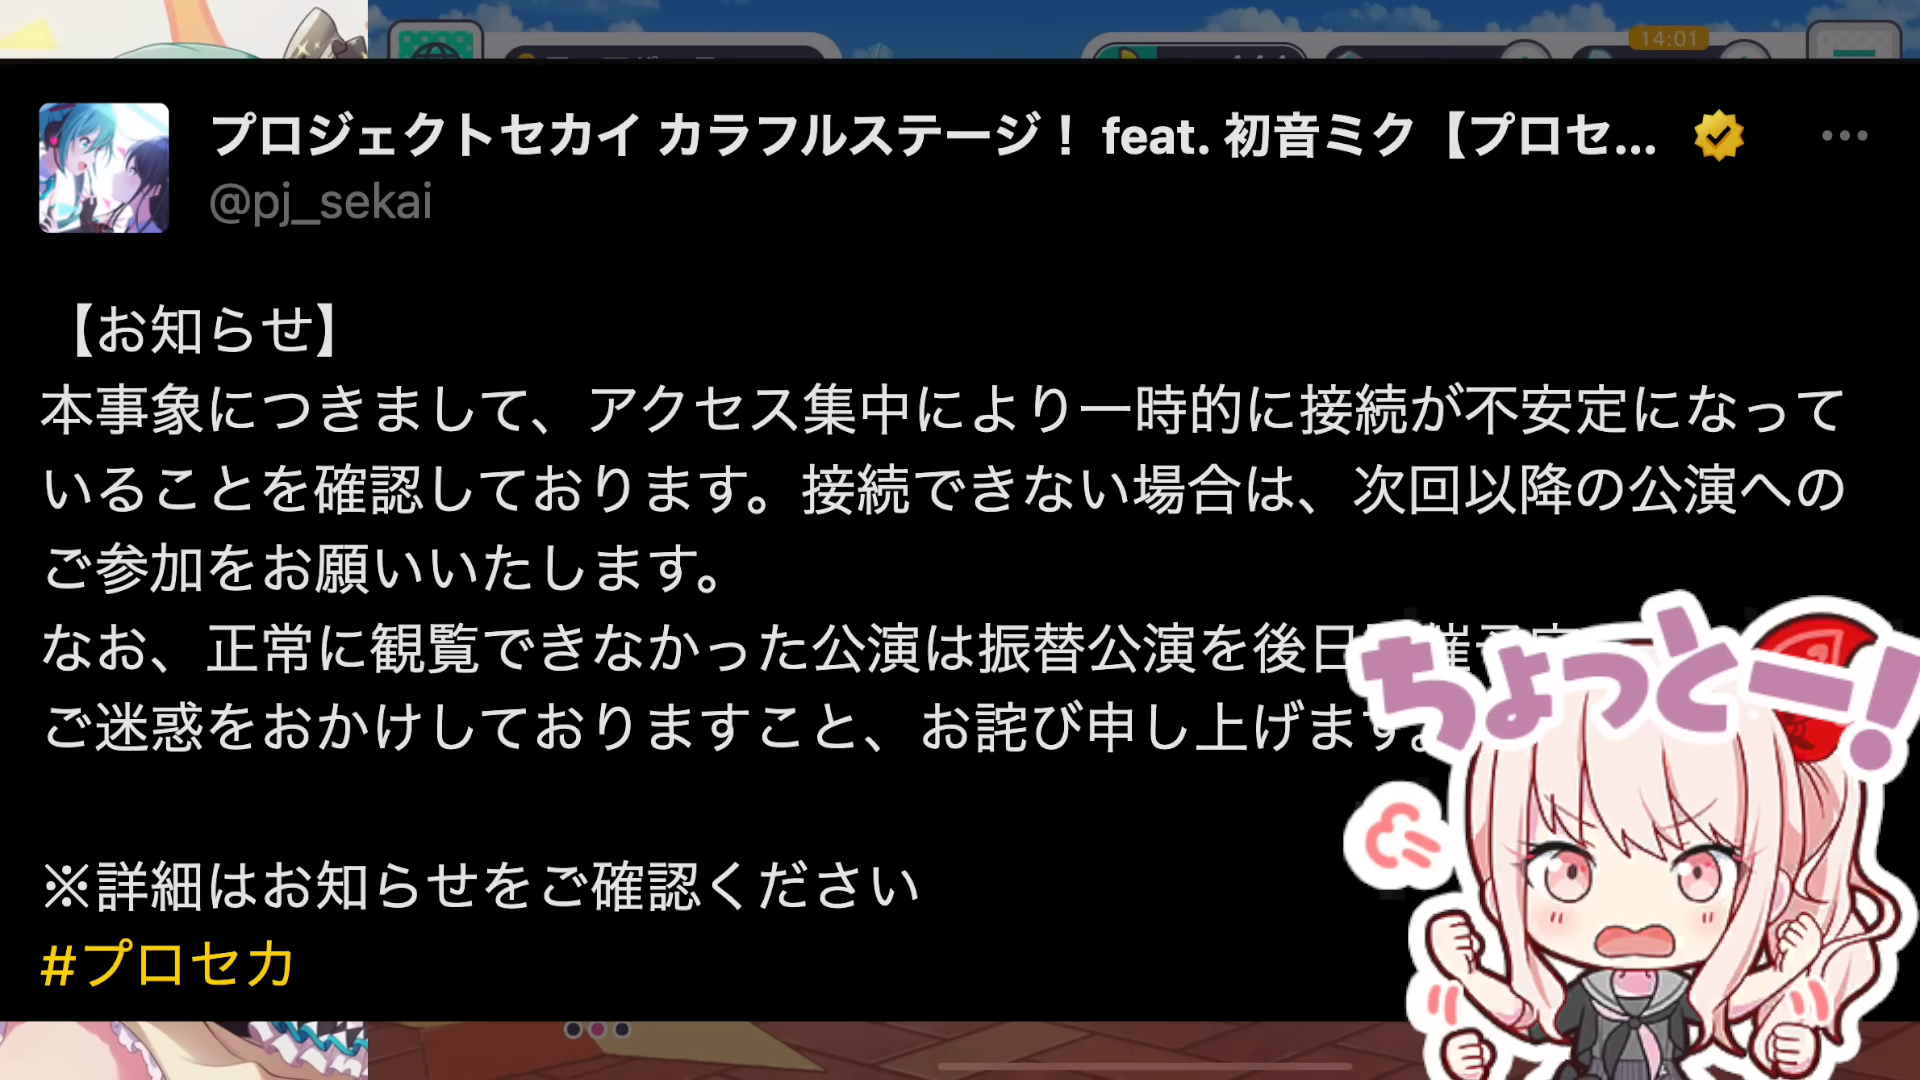 14:01
プロジェクトセカイ カラフルステージ！ feat. 初音ミク【プロセ...
@pj_sekai
【お知らせ】
本事象につきまして、アクセス集中により一時的に接続が不安定になって
いることを確認しております。接続できない場合は、次回以降の公演への
ご参加をお願いいたします。
なお、正常に観覧できなかった公演は振替公演を後日
ご迷惑をおかけしておりますこと、お詫び申し上げます。
※詳細はお知らせをご確認ください
#プロセカ
ちょっとー!